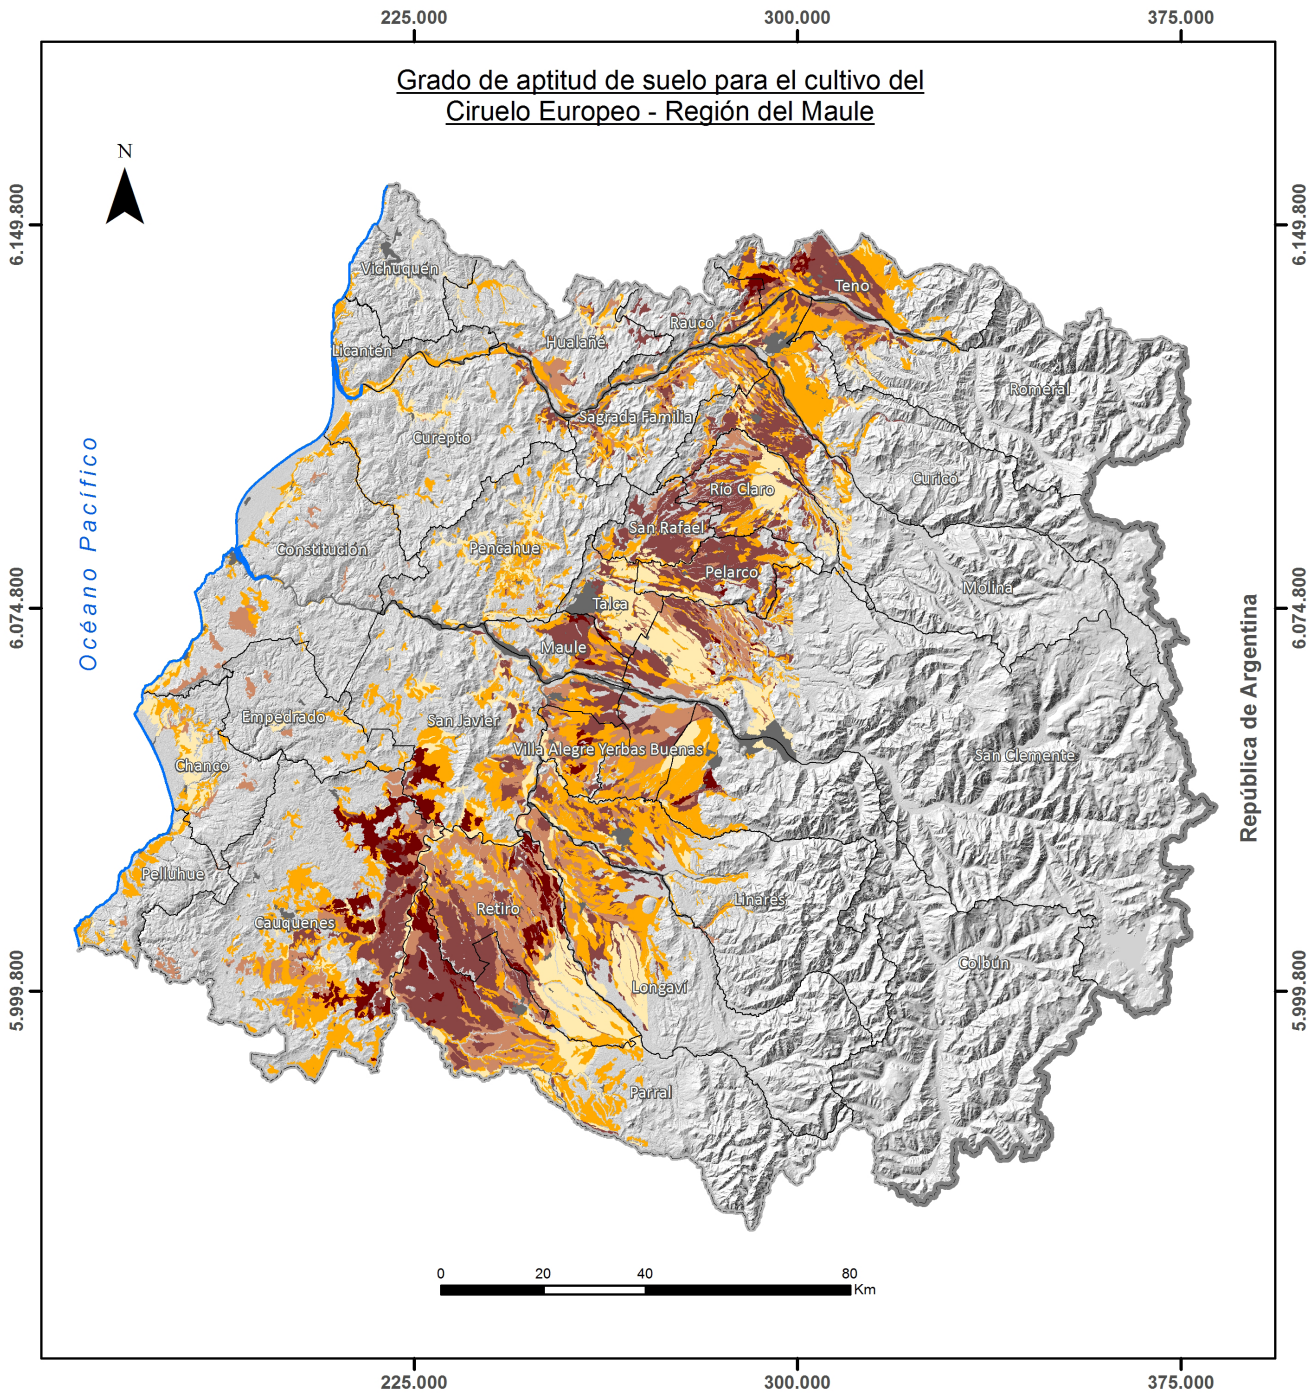 225.000
300.000
375.000
Grado de aptitud de suelo para el cultivo del
Ciruelo Europeo - Región del Maule
N
6.149.800
6.149.800
Vichuquén
Teno
Rauco
Hualañé
Licantén
Romeral
Sagrada Familia
Curepto
Océano Pacífico
Curicó
Río Claro
San Rafael
Constitución
Pencahue
Pelarco
Molina
Talca
6.074.800
6.074.800
Maule
República de Argentina
Empedrado
San Javier
Villa Alegre
Yerbas Buenas
San Clemente
Chanco
Pelluhue
Linares
Retiro
Cauquenes
Colbún
Longaví
5.999.800
5.999.800
Parral
0
20
40
80
Km
225.000
300.000
375.000